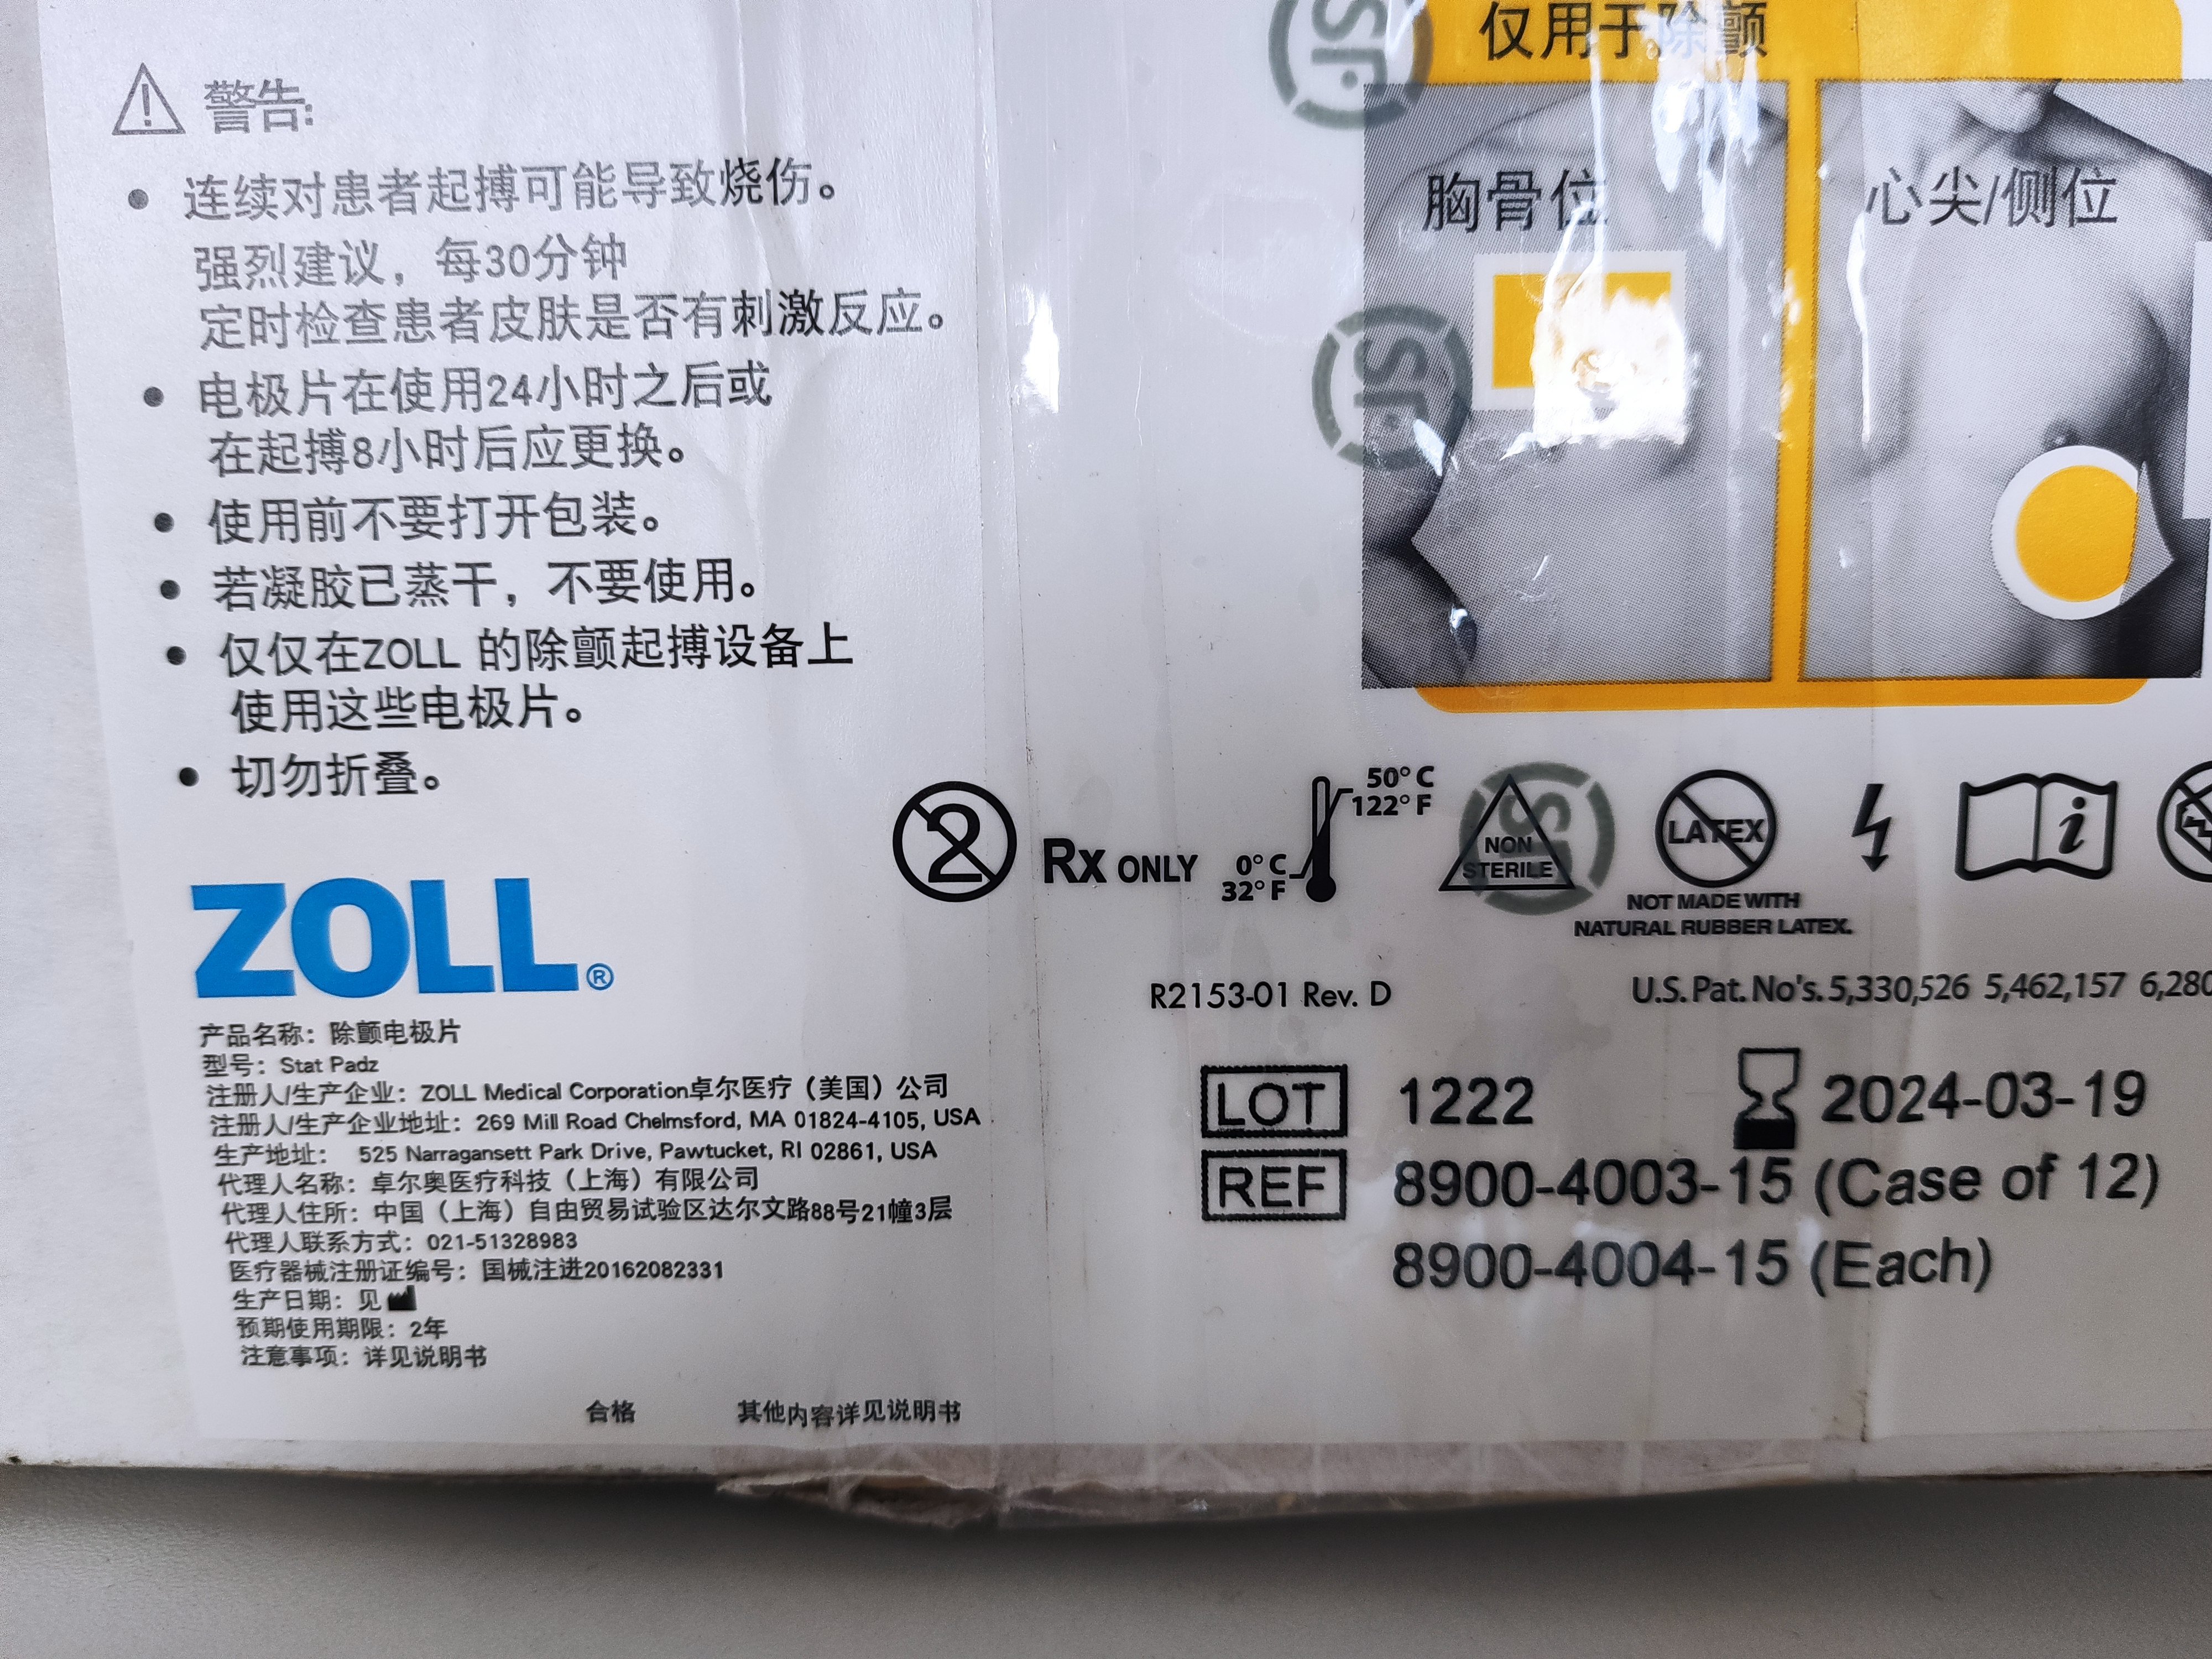 警告:
连续对患者起搏可能导致烧伤。
强烈建议，每30分钟
定时检查患者皮肤是否有刺激反应。
电极片在使用24小时之后或
在起搏8小时后应更换。
使用前不要打开包装。
若凝胶已蒸干，不要使用。
仅仅在ZOLL 的除颤起搏设备上
使用这些电极片。
切勿折叠。
仅用于除颤
胸骨位
心尖/侧位
2
Rx ONLY
50°C
122°F
0°C
32°F
NON
STERILE
LATEX
NOT MADE WITH
NATURAL RUBBER LATEX.
i
ZOLL®
R2153-01 Rev. D
U.S. Pat. No's. 5,330,526 5,462,157 6,280
LOT 1222 2024-03-19
REF 8900-4003-15 (Case of 12)
8900-4004-15 (Each)
产品名称：除颤电极片
型号：Stat Padz
注册人/生产企业：ZOLL Medical Corporation卓尔医疗（美国）公司
注册人/生产企业地址：269 Mill Road Chelmsford, MA 01824-4105, USA
生产地址： 525 Narragansett Park Drive, Pawtucket, RI 02861, USA
代理人名称：卓尔奥医疗科技（上海）有限公司
代理人住所：中国（上海）自由贸易试验区达尔文路88号21幢3层
代理人联系方式：021-51328983
医疗器械注册证编号：国械注进20162082331
生产日期：见
预期使用期限：2年
注意事项：详见说明书
合格 其他内容详见说明书